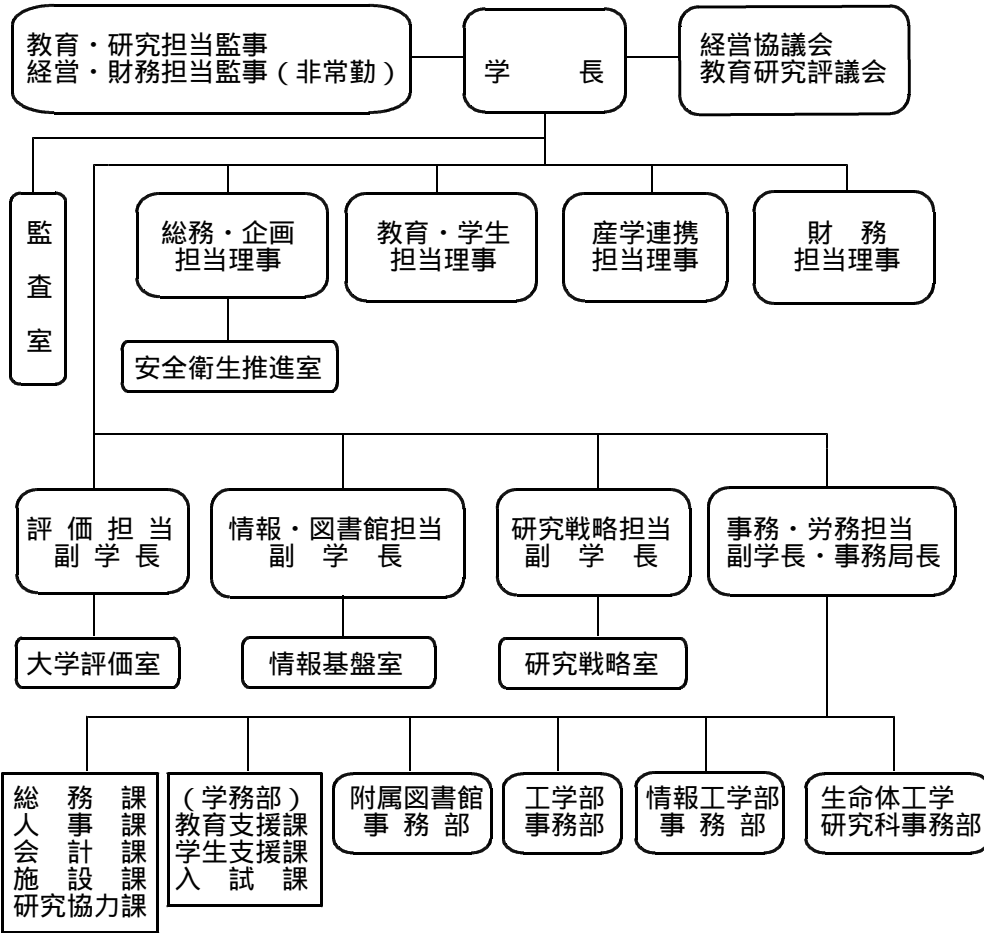 教育・研究担当監事
経営・財務担当監事(非常勤)
学　　長
経営協議会
教育研究評議会
監
査
室
総務・企画
担当理事
教育・学生
担当理事
産学連携
担当理事
財　務
担当理事
安全衛生推進室
評 価 担 当
副 学 長
情報・図書館担当
副　学　長
研究戦略担当
副　学　長
事務・労務担当
副学長・事務局長
大学評価室
情報基盤室
研究戦略室
総　務　課
人　事　課
会　計　課
施　設　課
研究協力課
(学務部)
教育支援課
学生支援課
入　試　課
附属図書館
事 務 部
工学部
事務部
情報工学部
事 務 部
生命体工学
研究科事務部